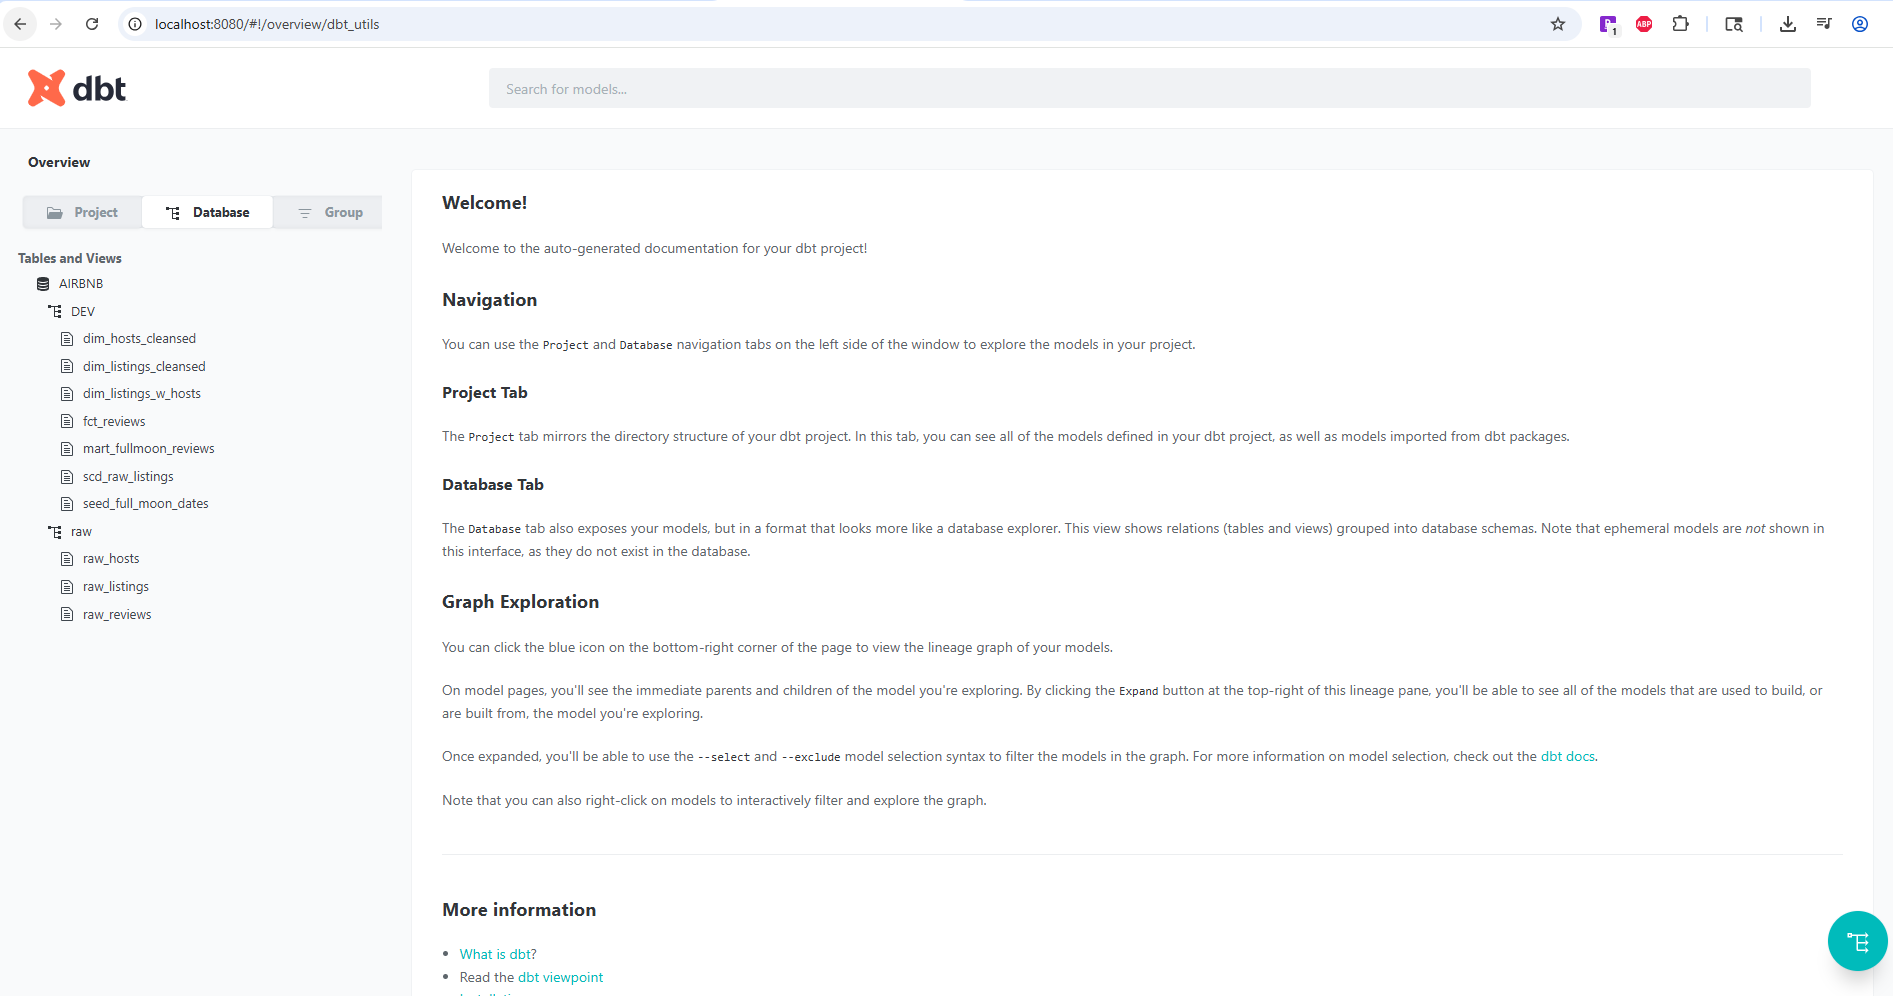 localhost:8080/#!/overview/dbt_utils
1
ABP
dbt
Search for models...
Overview
Project
Database
Group
Tables and Views
AIRBNB
DEV
dim_hosts_cleansed
dim_listings_cleansed
dim_listings_w_hosts
fct_reviews
mart_fullmoon_reviews
scd_raw_listings
seed_full_moon_dates
raw
raw_hosts
raw_listings
raw_reviews
Welcome!
Welcome to the auto-generated documentation for your dbt project!
Navigation
You can use the Project and Database navigation tabs on the left side of the window to explore the models in your project.
Project Tab
The Project tab mirrors the directory structure of your dbt project. In this tab, you can see all of the models defined in your dbt project, as well as models imported from dbt packages.
Database Tab
The Database tab also exposes your models, but in a format that looks more like a database explorer. This view shows relations (tables and views) grouped into database schemas. Note that ephemeral models are not shown in
this interface, as they do not exist in the database.
Graph Exploration
You can click the blue icon on the bottom-right corner of the page to view the lineage graph of your models.
On model pages, you'll see the immediate parents and children of the model you're exploring. By clicking the Expand button at the top-right of this lineage pane, you'll be able to see all of the models that are used to build, or
are built from, the model you're exploring.
Once expanded, you'll be able to use the --select and --exclude model selection syntax to filter the models in the graph. For more information on model selection, check out the dbt docs.
Note that you can also right-click on models to interactively filter and explore the graph.
More information
• What is dbt?
• Read the dbt viewpoint